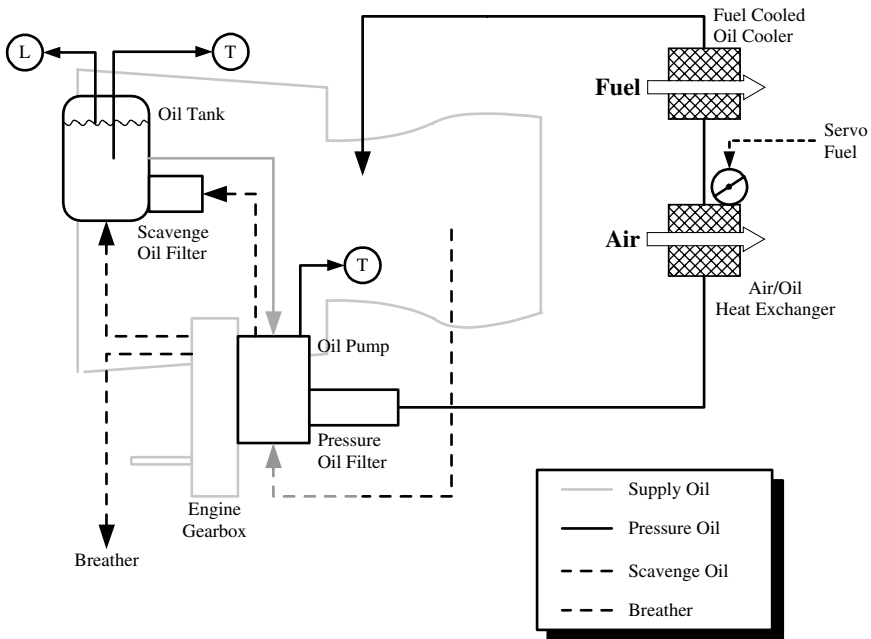 Fuel Cooled
Oil Cooler
L
T
Oil Tank
Fuel
Servo
Fuel
Scavenge
Oil Filter
Air
T
Air/Oil
Heat Exchanger
Oil Pump
Pressure
Oil Filter
Engine
Gearbox
Breather
Supply Oil
Pressure Oil
Scavenge Oil
Breather